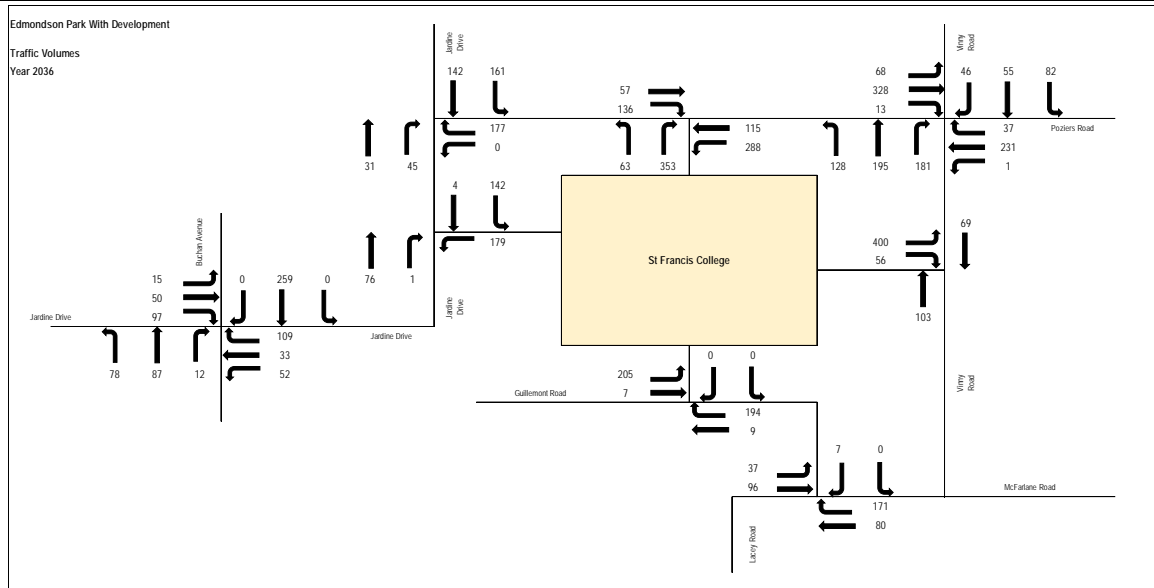 Edmondson Park With Development
Traffic Volumes
Year 2036
Jardine
Drive
Vinny
Road
142 161
68 46 55 82
57 328
136 13
177 115 37 Poziers Road
0 288 231
31 45 63 353 128 195 181 1
4 142
Buchan Avenue
179
69
400
St Francis College
56
15 0 259 0 76 1
50
97
Jardine Drive
103
Jardine Drive
109 Jardine Drive
33
78 87 12 52
0 0
205
7
Vimy
Road
Guillemont Road
194
9
7 0
37
96
McFarlane Road
171
80
Lacey Road